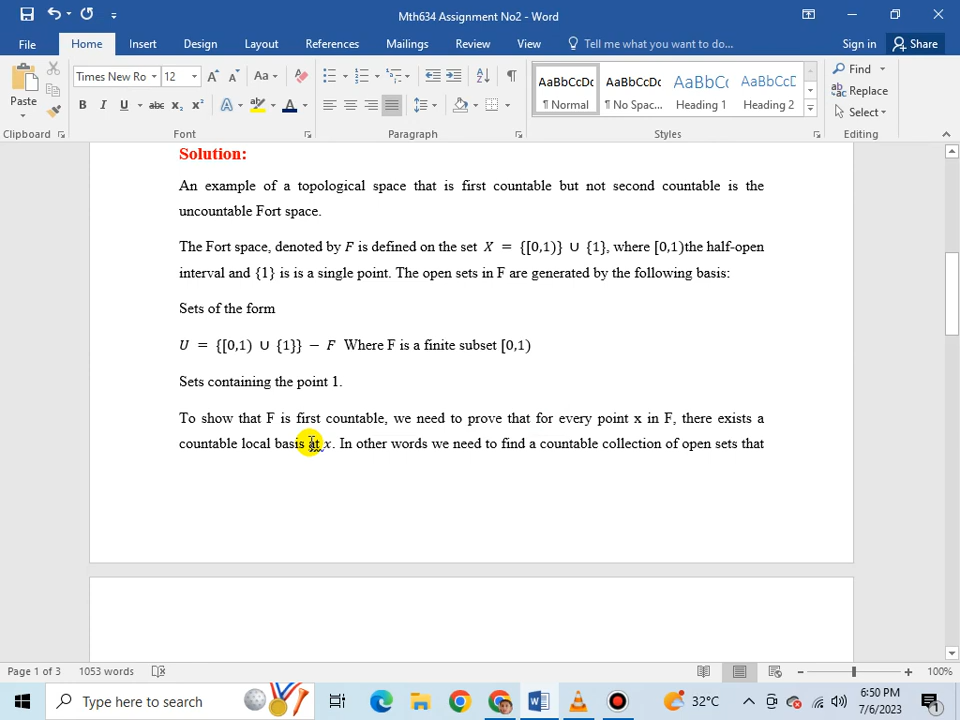 Mth634 Assignment No2 - Word
File Home Insert Design Layout References Mailings Review View Tell me what you want to do... Sign in Share
Times New Ro 12 Aa AaBbCcDc AaBbCcDc AaBbCc AaBbCcD Find
Paste B I U abc x₂ x² A A ¶ Normal ¶ No Spac... Heading 1 Heading 2 Replace
Select
Clipboard Font Paragraph Styles Editing
Solution:
An example of a topological space that is first countable but not second countable is the
uncountable Fort space.
The Fort space, denoted by F is defined on the set X = {[0,1)} ∪ {1}, where [0,1)the half-open
interval and {1} is is a single point. The open sets in F are generated by the following basis:
Sets of the form
U = {[0,1) ∪ {1}} − F Where F is a finite subset [0,1)
Sets containing the point 1.
To show that F is first countable, we need to prove that for every point x in F, there exists a
countable local basis at x. In other words we need to find a countable collection of open sets that
Page 1 of 3 1053 words 100%
Type here to search 32°C 6:50 PM
7/6/2023